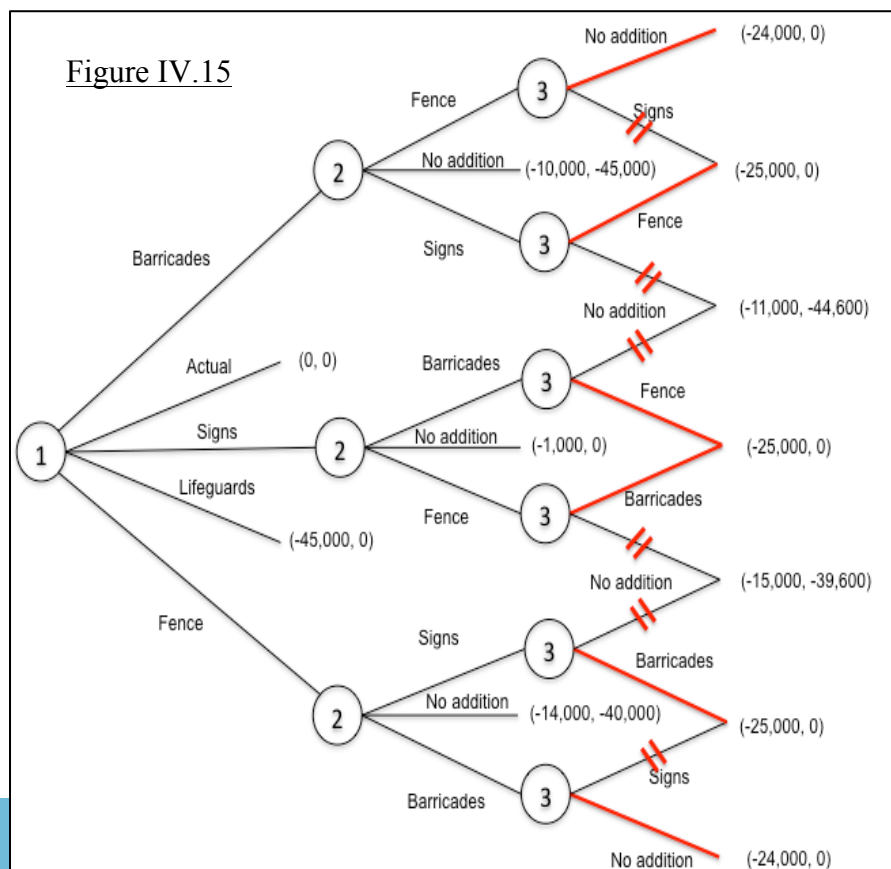 No addition
(-24,000, 0)
Figure IV.15
3
Fence
Signs
No addition
(-10,000, -45,000)
(-25,000, 0)
2
Fence
3
Signs
Barricades
No addition
(-11,000, -44,600)
Actual
(0, 0)
Barricades
3
Fence
Signs
No addition
(-1,000, 0)
(-25,000, 0)
1
2
Lifeguards
Barricades
Fence
3
(-45,000, 0)
No addition
(-15,000, -39,600)
Fence
Signs
3
Barricades
No addition
(-14,000, -40,000)
2
(-25,000, 0)
Signs
Barricades
3
No addition
(-24,000, 0)